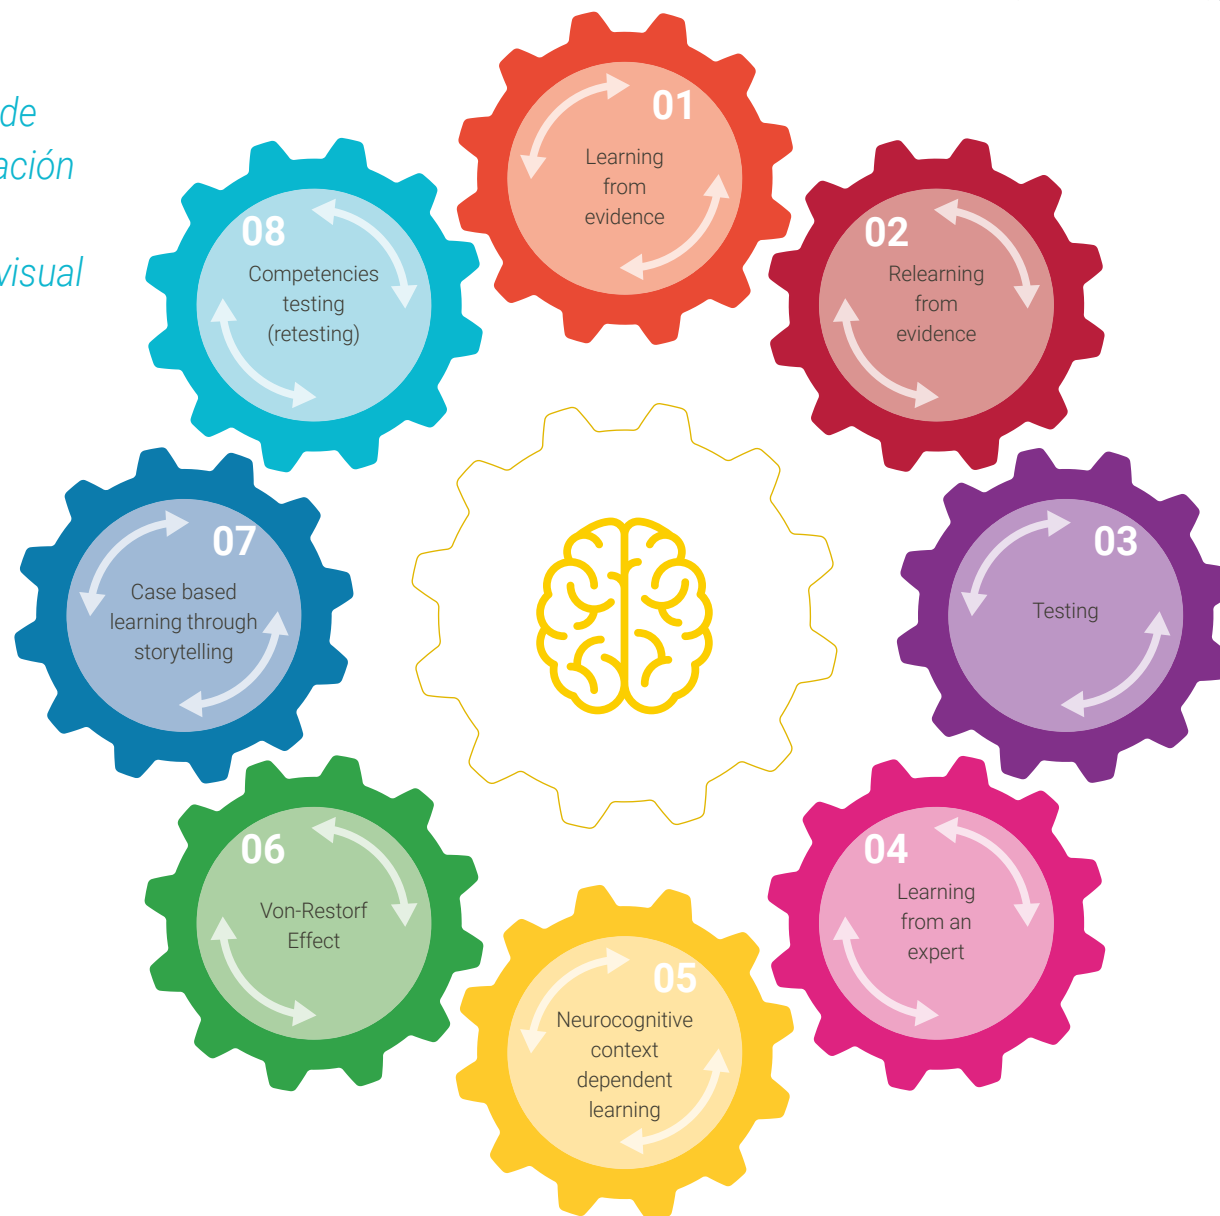 de
ación
visual
01
Learning
from
evidence
02
Relearning
from
evidence
03
Testing
04
Learning
from an
expert
05
Neurocognitive
context
dependent
learning
06
Von-Restorf
Effect
07
Case based
learning through
storytelling
08
Competencies
testing
(retesting)